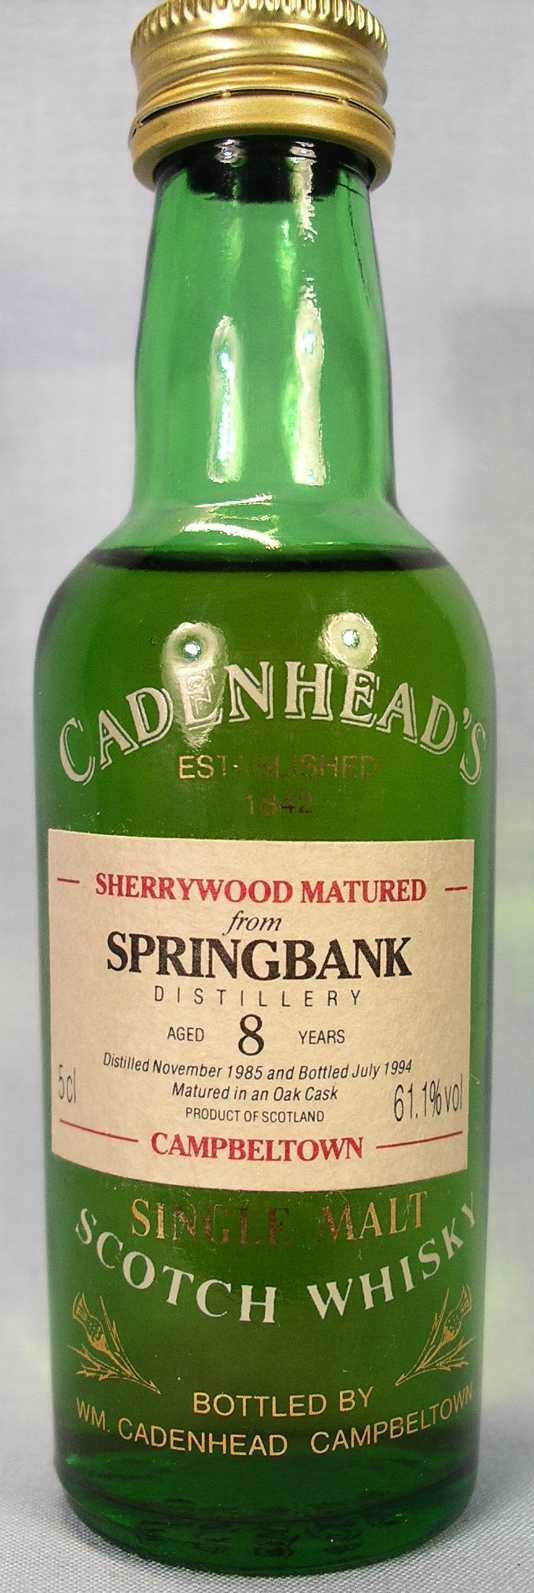 CADENHEAD'S
ESTABLISHED
1842
SHERRYWOOD MATURED
from
SPRINGBANK
DISTILLERY
AGED 8 YEARS
Distilled November 1985 and Bottled July 1994
Matured in an Oak Cask
5cl
61.1%vol
PRODUCT OF SCOTLAND
CAMPBELTOWN
SINGLE MALT
SCOTCH WHISKY
BOTTLED BY
WM. CADENHEAD CAMPBELTOWN